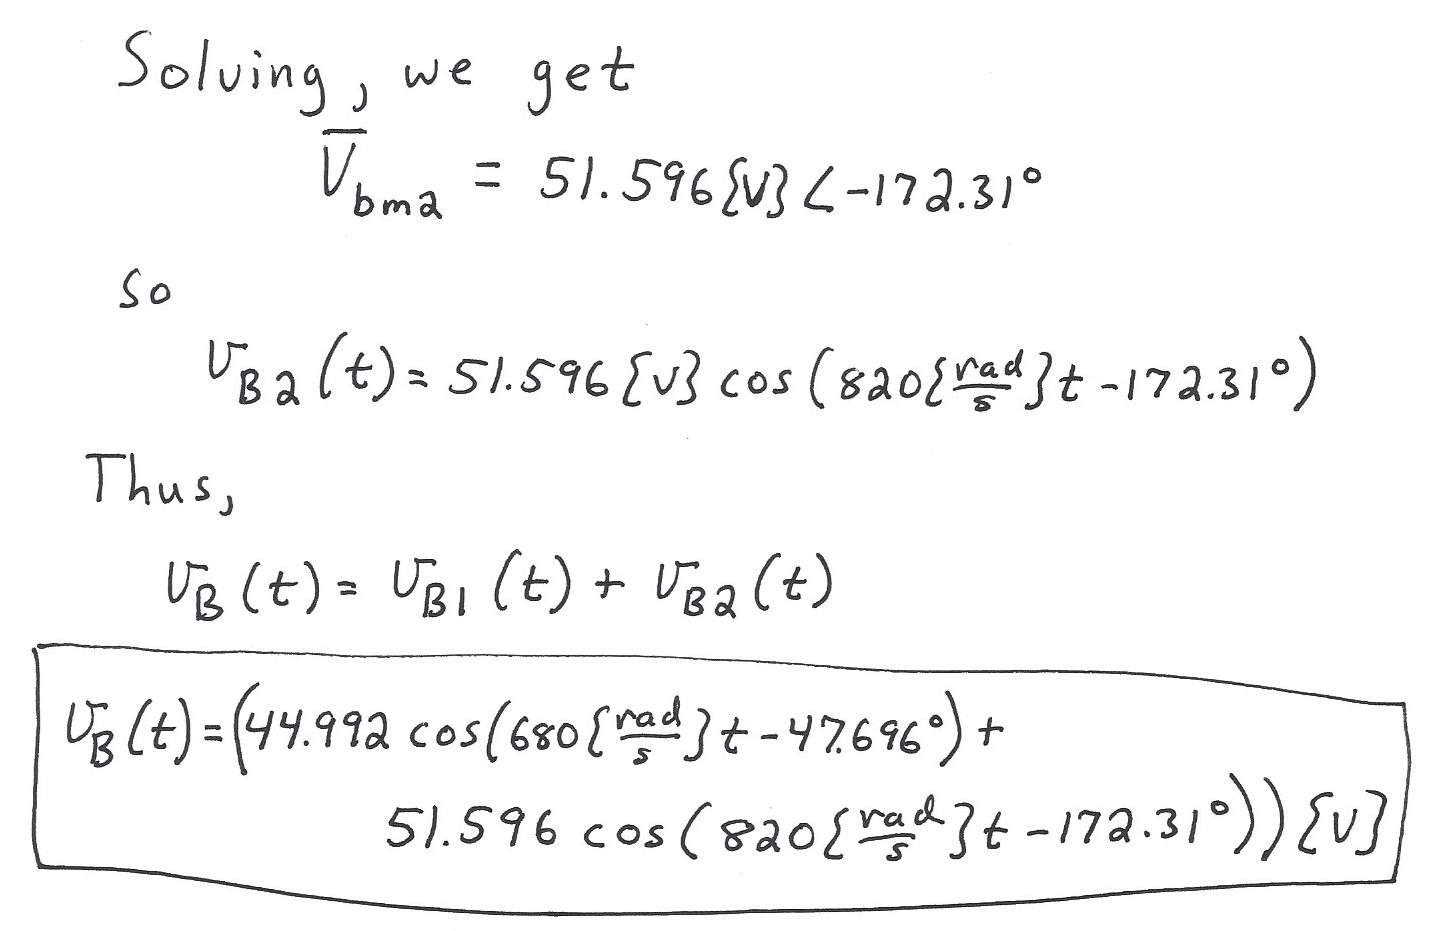 Solving, we get
V̅bm2 = 51.596{V}∠-172.31°
so
vB2(t) = 51.596{V} cos(820{rad/s}t - 172.31°)
Thus,
vB(t) = vB1(t) + vB2(t)
vB(t) = (44.992 cos(680{rad/s}t - 47.696°) +
51.596 cos(820{rad/s}t - 172.31°)){V}